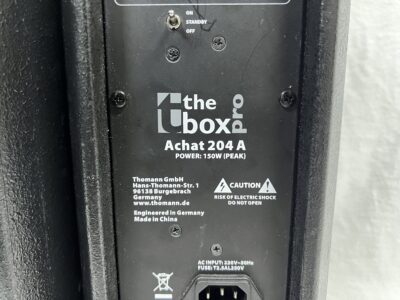 ON
STANDBY
OFF
the
box pro
Achat 204 A
POWER: 150W (PEAK)
Thomann GmbH
Hans-Thomann-Str. 1
96138 Burgebrach
Germany
www.thomann.de
CAUTION
RISK OF ELECTRIC SHOCK
DO NOT OPEN
Engineered in Germany
Made in China
AC INPUT: 230V~50Hz
FUSE: T2.5AL250V